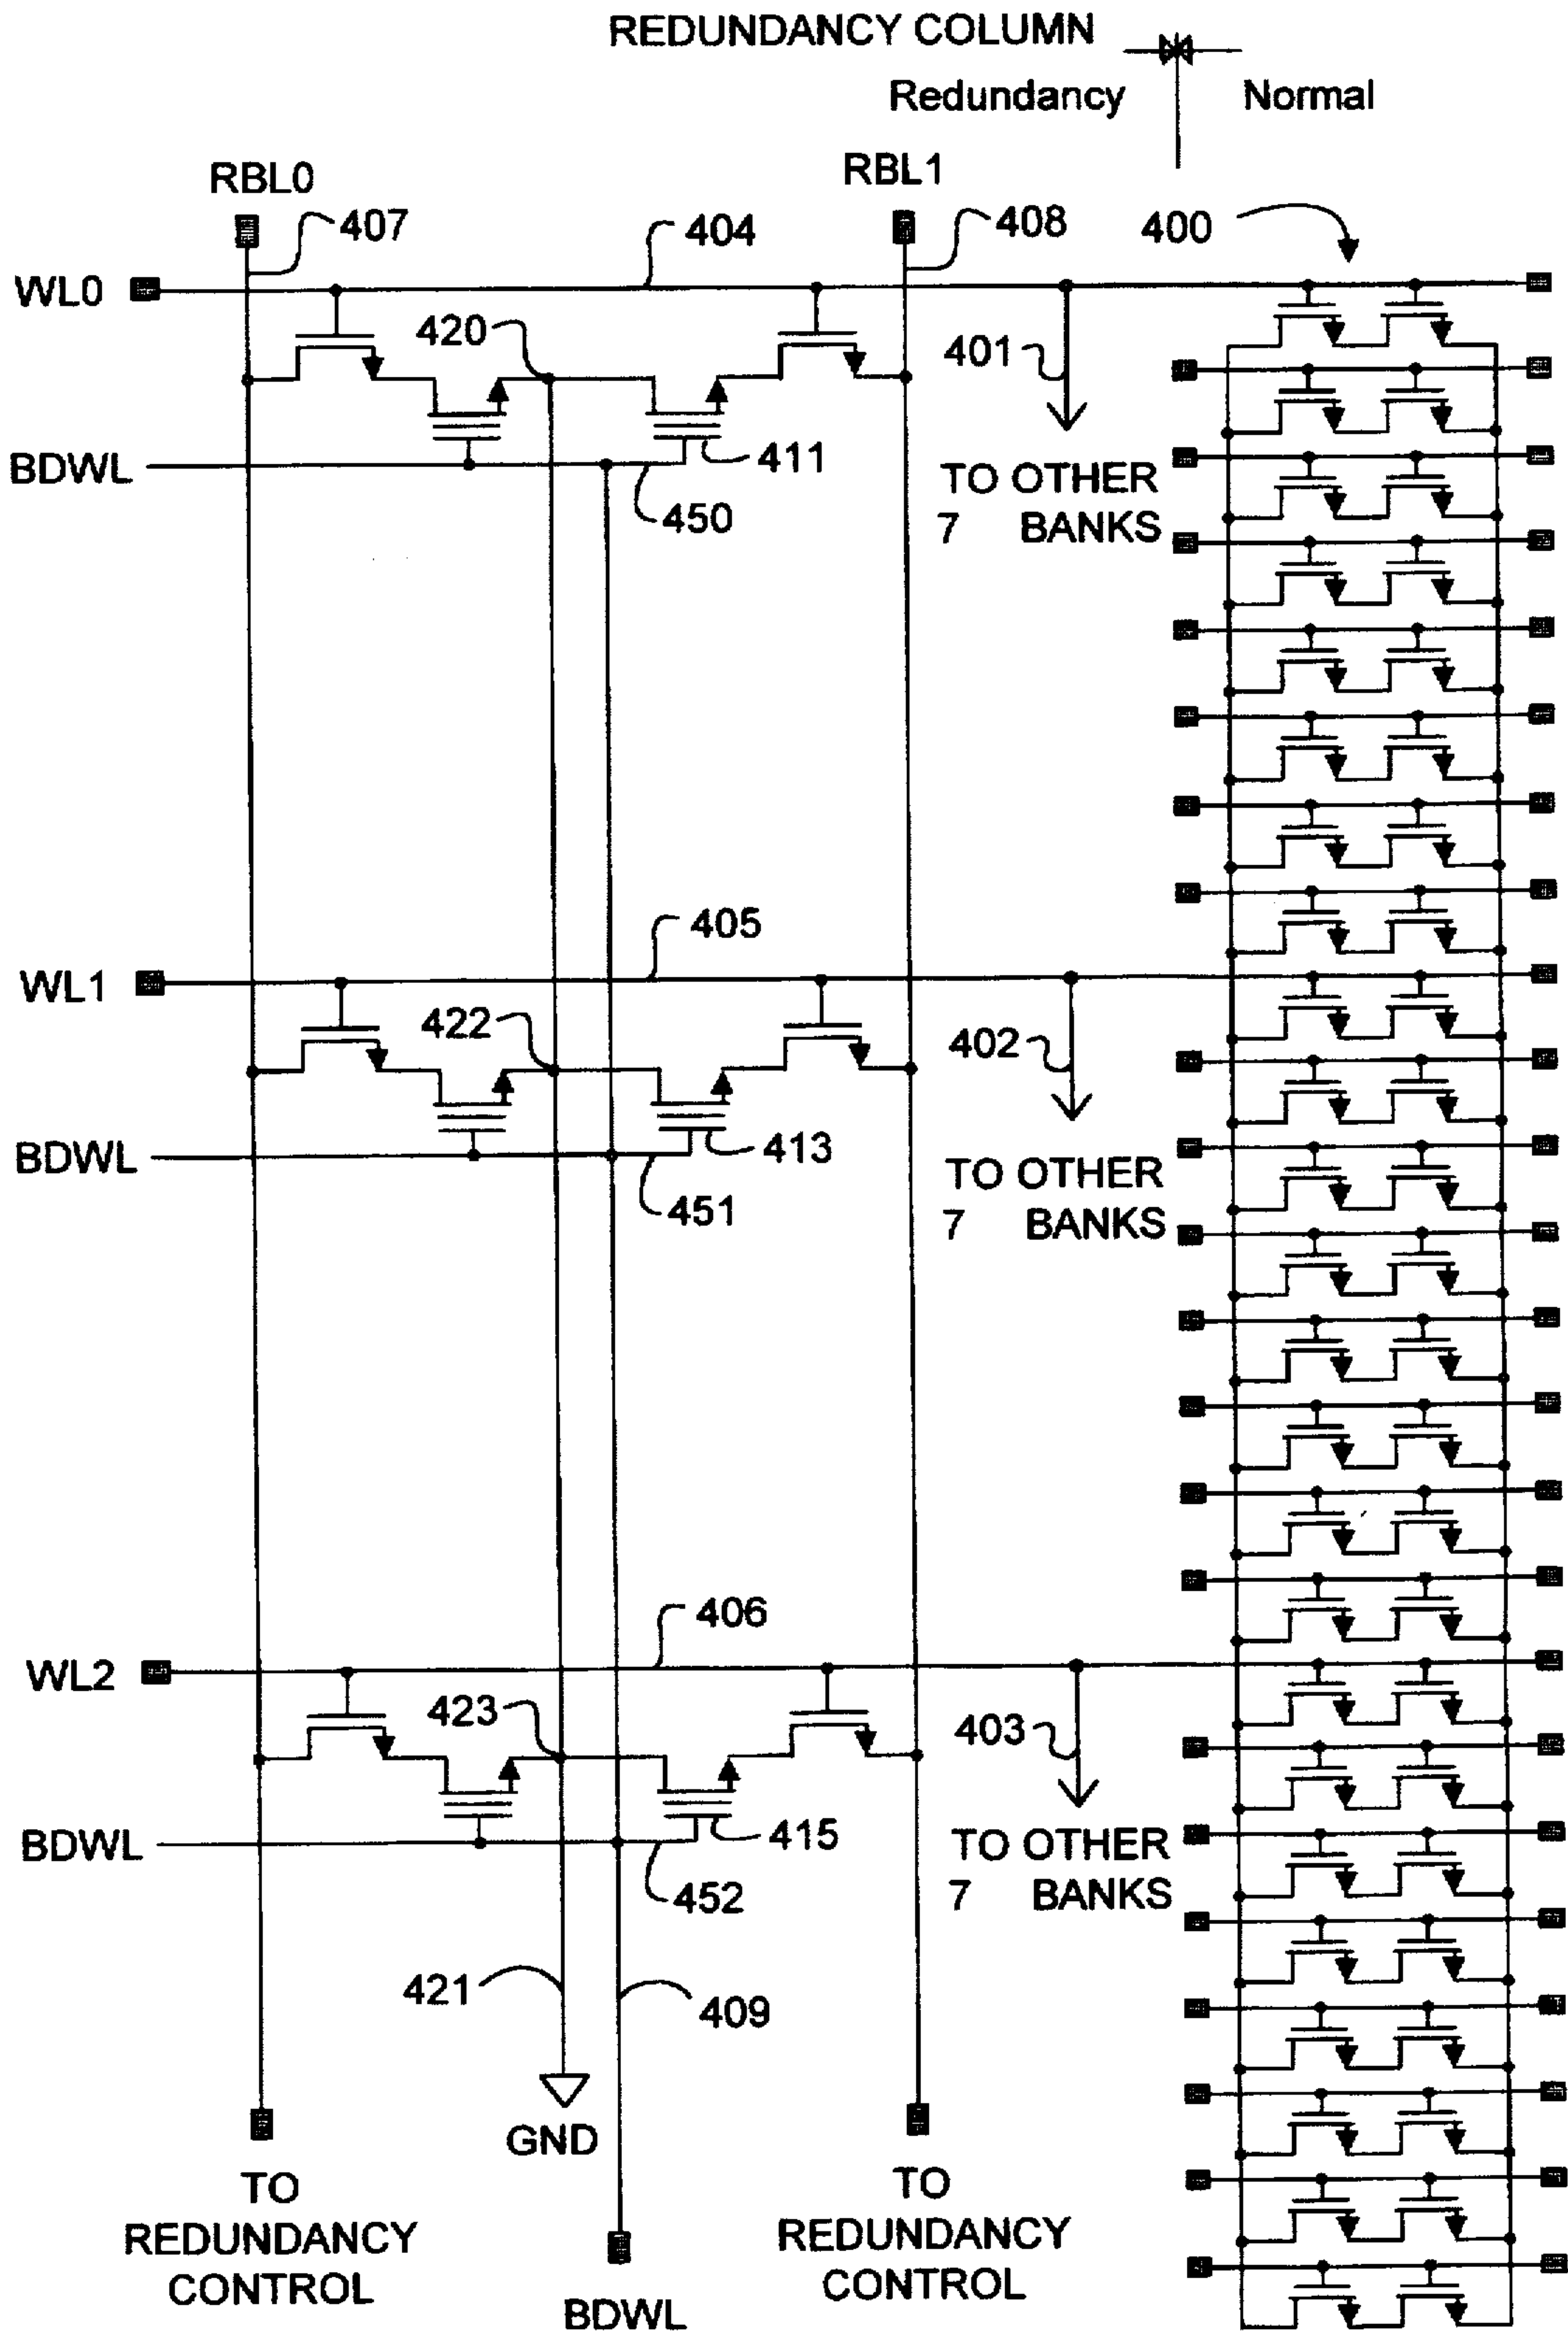 REDUNDANCY COLUMN
Redundancy Normal
RBL0 RBL1
407 404 408 400
WL0
420 401
BDWL 411
450
TO OTHER
7 BANKS
405
WL1
422 402
BDWL 413
451
TO OTHER
7 BANKS
406
WL2
423 403
BDWL 415
452
TO OTHER
7 BANKS
421 409
GND
TO
REDUNDANCY
CONTROL
TO
REDUNDANCY
CONTROL
BDWL